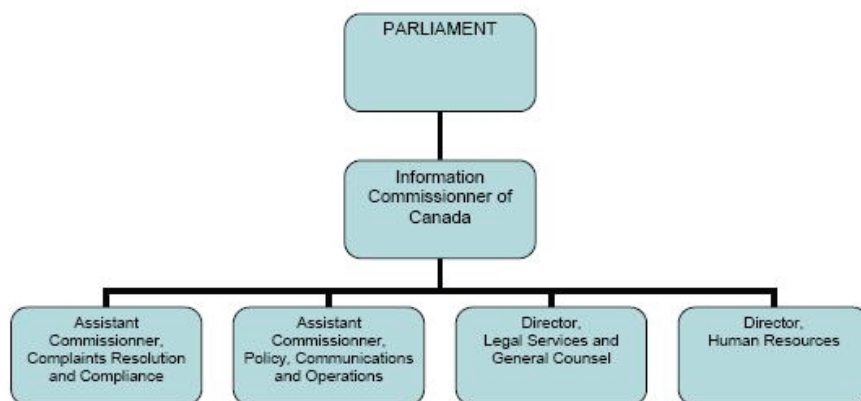 PARLIAMENT
Information
Commissionner of
Canada
Assistant
Commissionner,
Complaints Resolution
and Compliance
Assistant
Commissionner,
Policy, Communications
and Operations
Director,
Legal Services and
General Counsel
Director,
Human Resources